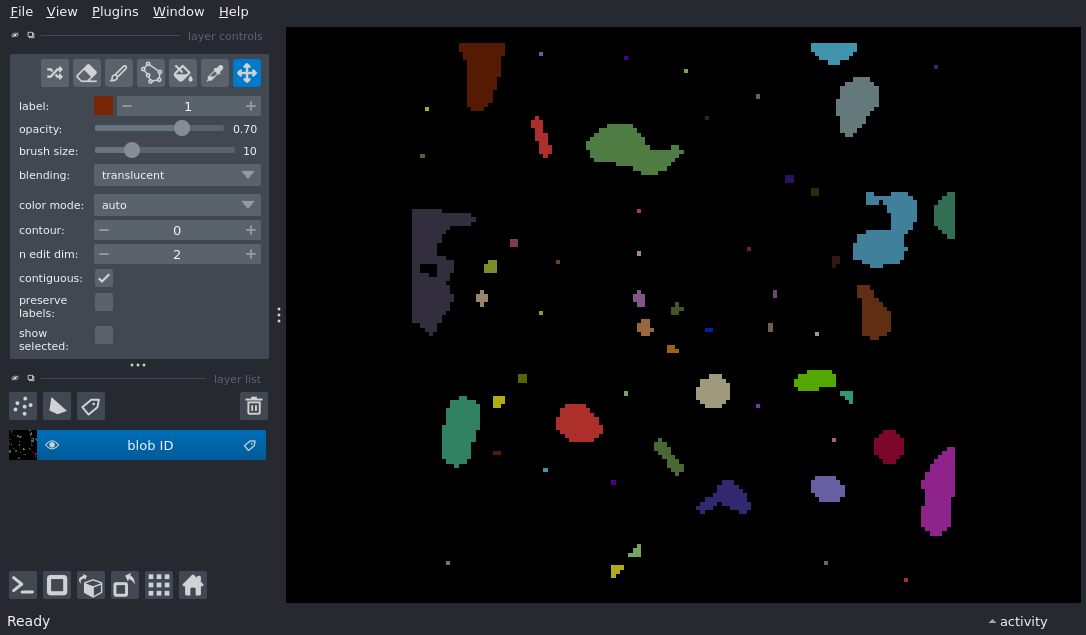 File View Plugins Window Help
layer controls
label: 1
opacity: 0.70
brush size: 10
blending: translucent
color mode: auto
contour: 0
n edit dim: 2
contiguous:
preserve
labels:
show
selected:
layer list
blob ID
Ready
activity